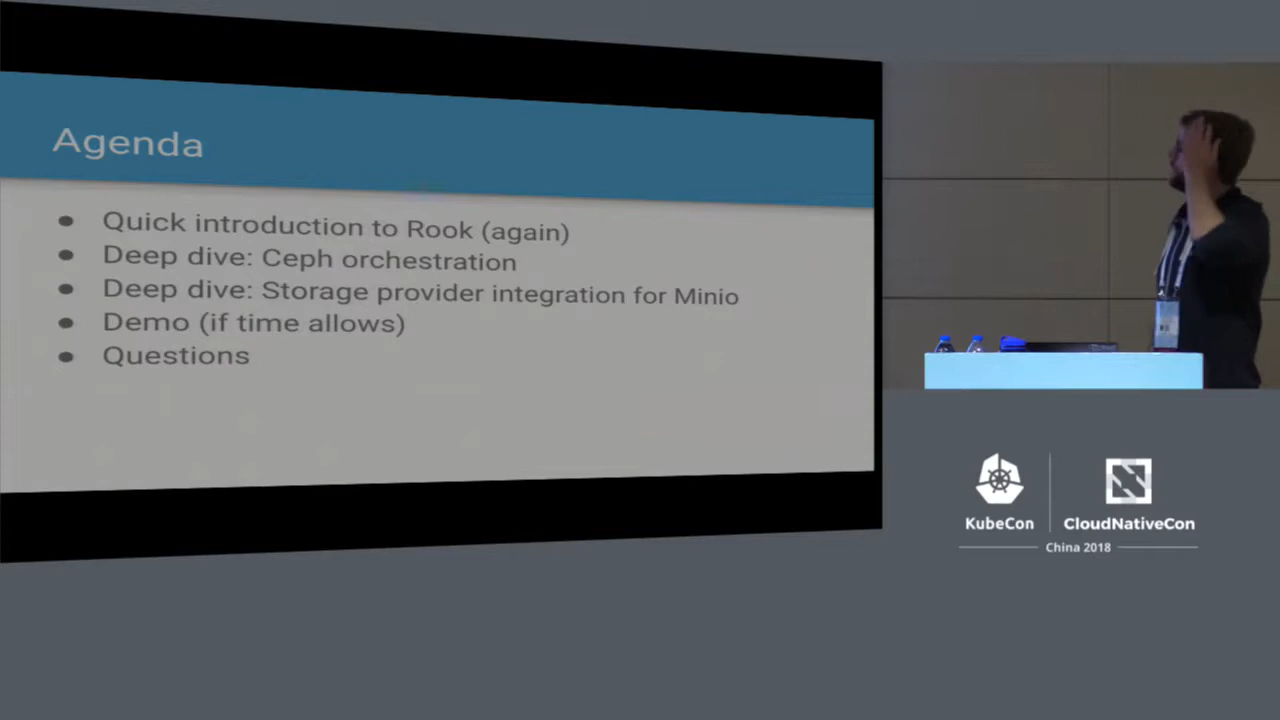 Agenda
Quick introduction to Rook (again)
Deep dive: Ceph orchestration
Deep dive: Storage provider integration for Minio
Demo (if time allows)
Questions
KubeCon
CloudNativeCon
China 2018